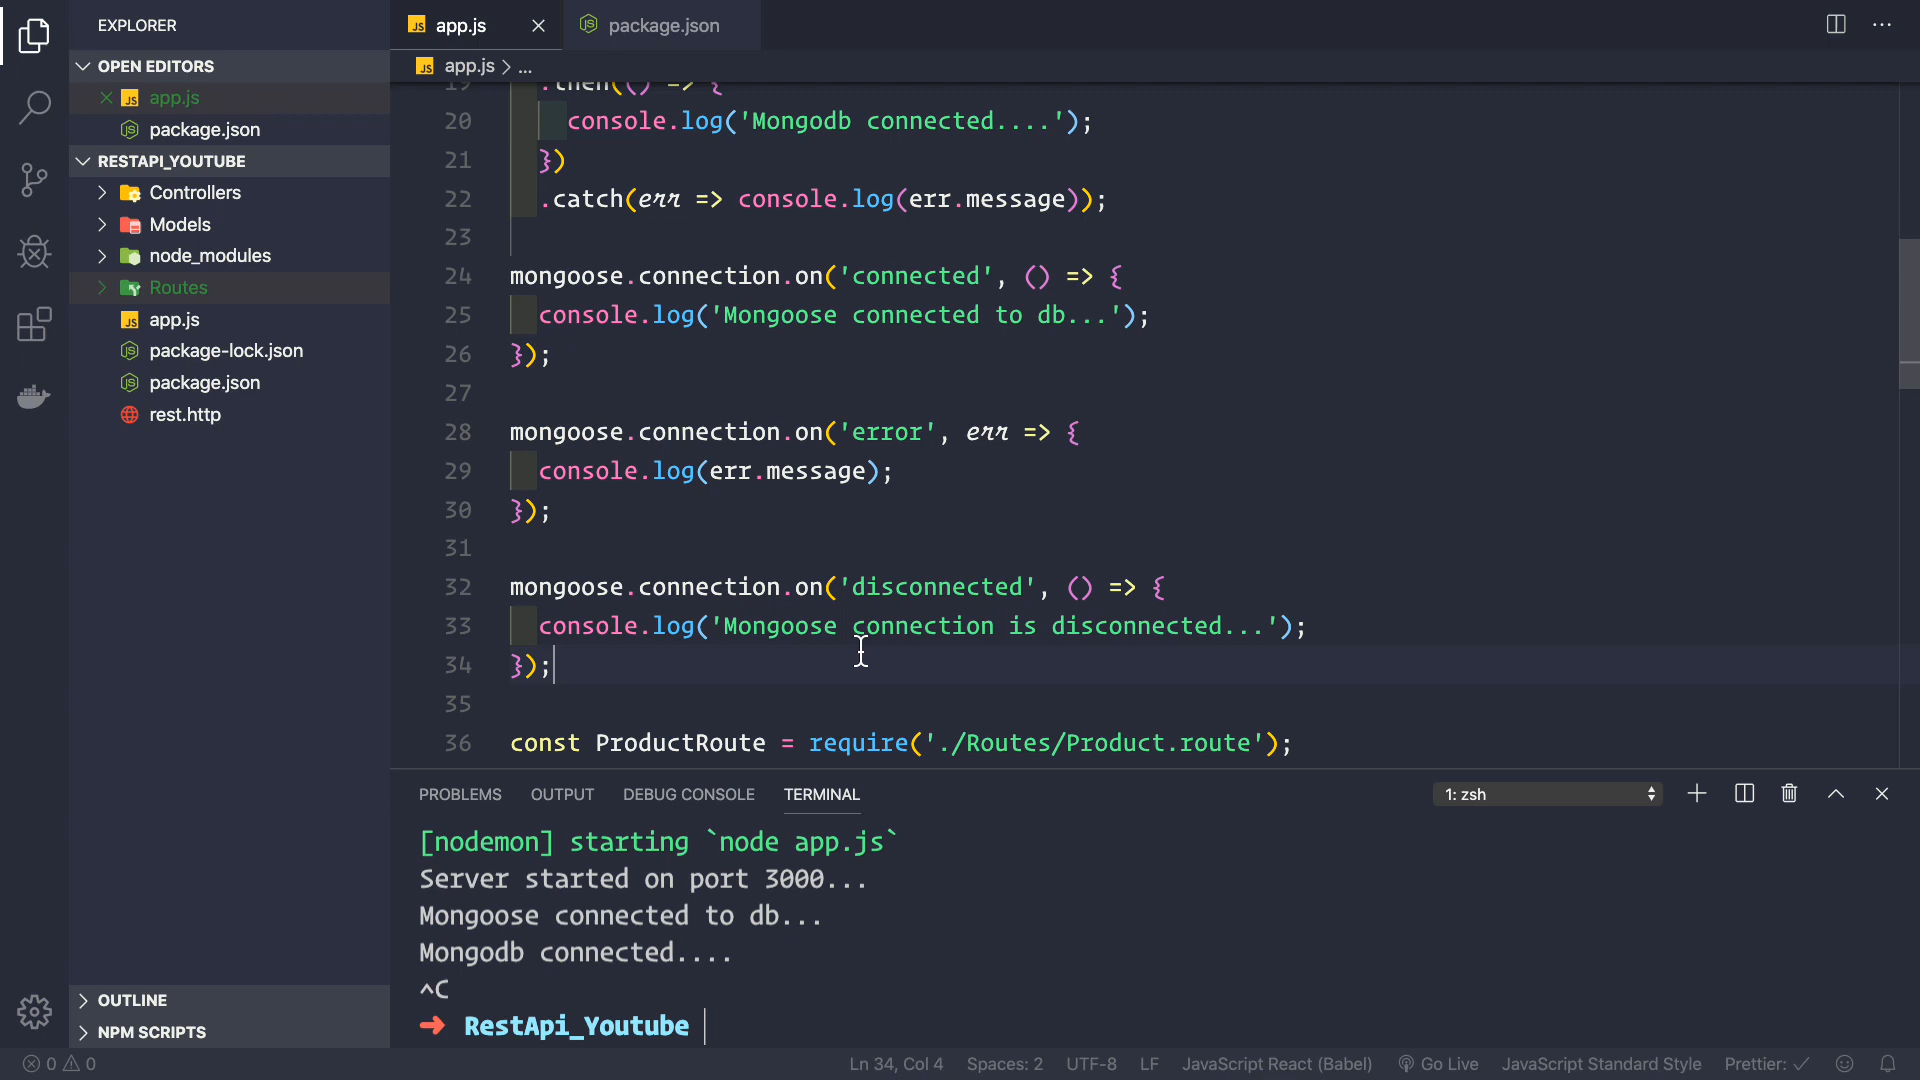 EXPLORER
OPEN EDITORS
app.js
package.json
RESTAPI_YOUTUBE
Controllers
Models
node_modules
Routes
app.js
package-lock.json
package.json
rest.http
OUTLINE
NPM SCRIPTS
app.js
package.json
app.js > ...
19 .then(() => {
20 console.log('Mongodb connected....');
21 })
22 .catch(err => console.log(err.message));
23
24 mongoose.connection.on('connected', () => {
25 console.log('Mongoose connected to db...');
26 });
27
28 mongoose.connection.on('error', err => {
29 console.log(err.message);
30 });
31
32 mongoose.connection.on('disconnected', () => {
33 console.log('Mongoose connection is disconnected...');
34 });
35
36 const ProductRoute = require('./Routes/Product.route');
PROBLEMS OUTPUT DEBUG CONSOLE TERMINAL 1: zsh
[nodemon] starting `node app.js`
Server started on port 3000...
Mongoose connected to db...
Mongodb connected....
^C
➜ RestApi_Youtube
0 0 Ln 34, Col 4 Spaces: 2 UTF-8 LF JavaScript React (Babel) Go Live JavaScript Standard Style Prettier: ✓